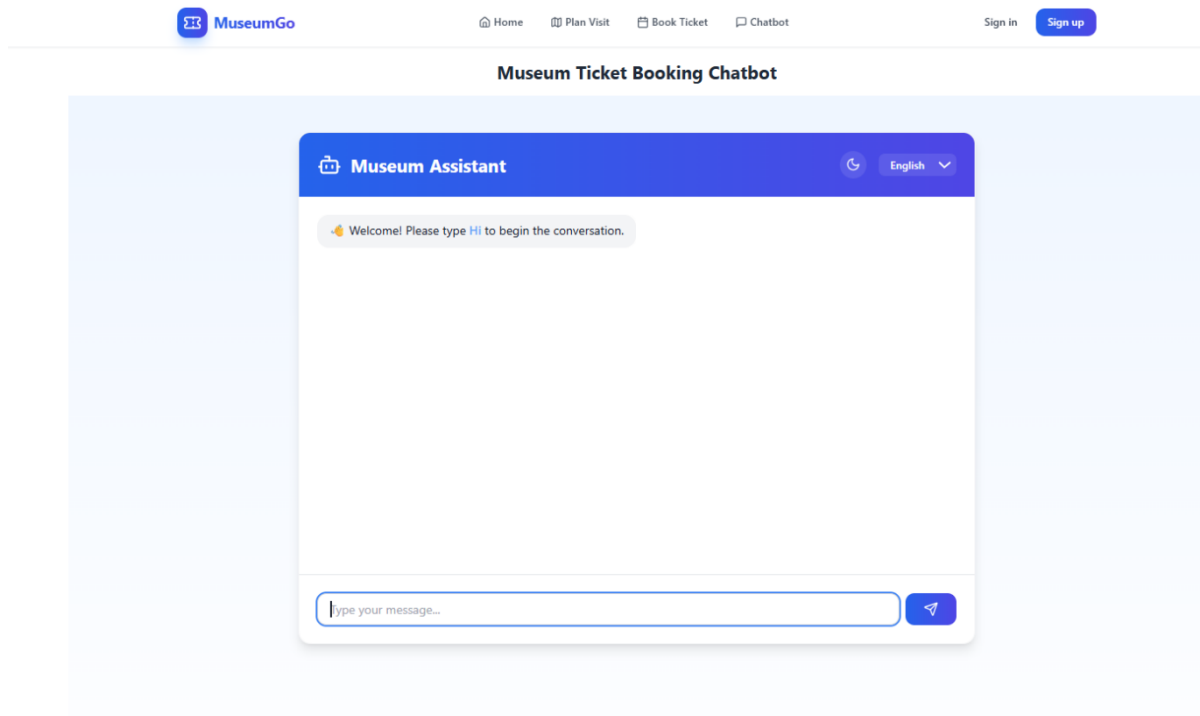 MuseumGo
Home Plan Visit Book Ticket Chatbot Sign in Sign up
Museum Ticket Booking Chatbot
Museum Assistant English
Welcome! Please type Hi to begin the conversation.
Type your message...